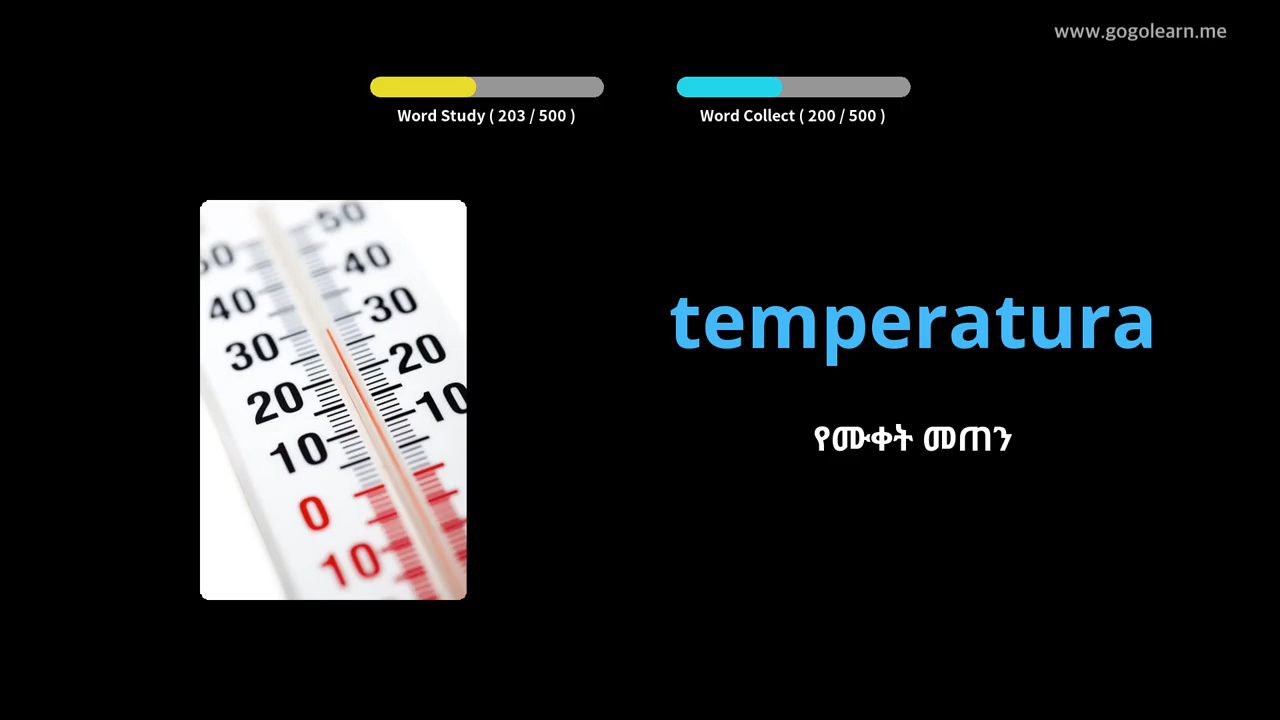 www.gogolearn.me
Word Study ( 203 / 500 )
Word Collect ( 200 / 500 )
50
40
40
30
30
20
20
10
10
0
10
temperatura
የሙቀት መጠን